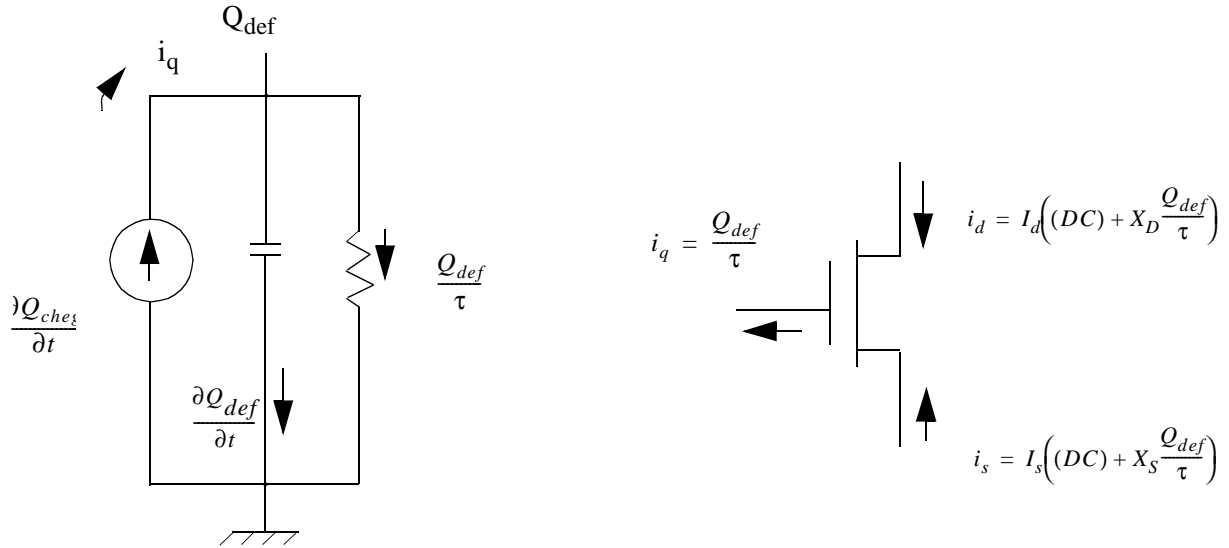 Q_def
i_q
∂Q_def / ∂t
Q_def / τ
i_q = Q_def / τ
i_d = I_d((DC) + X_D Q_def / τ)
i_s = I_s((DC) + X_S Q_def / τ)